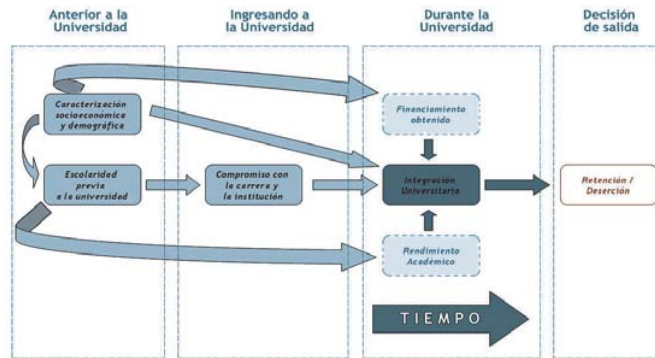 Anterior a la
Universidad
Ingresando a
la Universidad
Durante la
Universidad
Decisión
de salida
Caracterización
socioeconómica
y demográfica
Financiamiento
obtenido
Escolaridad
previa
a la universidad
Compromiso con
la carrera y
la institución
Integración
Universitaria
Retención /
Deserción
Rendimiento
Académico
TIEMPO